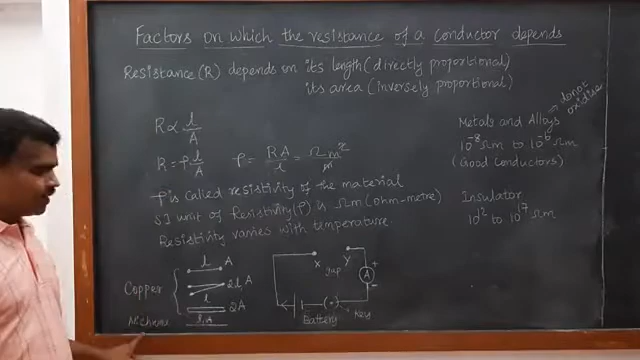 Factors on which the resistance of a conductor depends
Resistance (R) depends on its length (directly proportional)
its area (inversely proportional)
R ∝ l/A
R = ρ l/A    ρ = RA/l = Ωm²/m
ρ is called resistivity of the material
SI unit of Resistivity (ρ) is Ωm (ohm-metre)
Resistivity varies with temperature.
Metals and Alloys ⇒ do not oxidise
10⁻⁸ Ωm to 10⁻⁶ Ωm
(Good Conductors)
Insulator
10¹² to 10¹⁷ Ωm
Copper
l A
2l A
l 2A
Nichrome l, A
X gap Y
A + -
Battery
Key